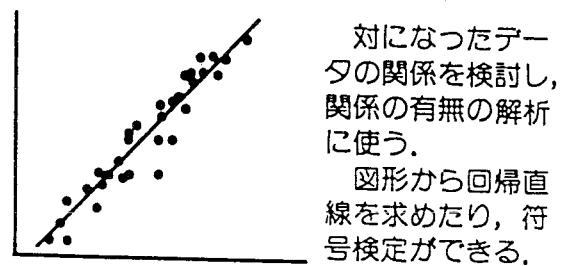 対になったデー
タの関係を検討し，
関係の有無の解析
に使う．
図形から回帰直
線を求めたり，符
号検定ができる．